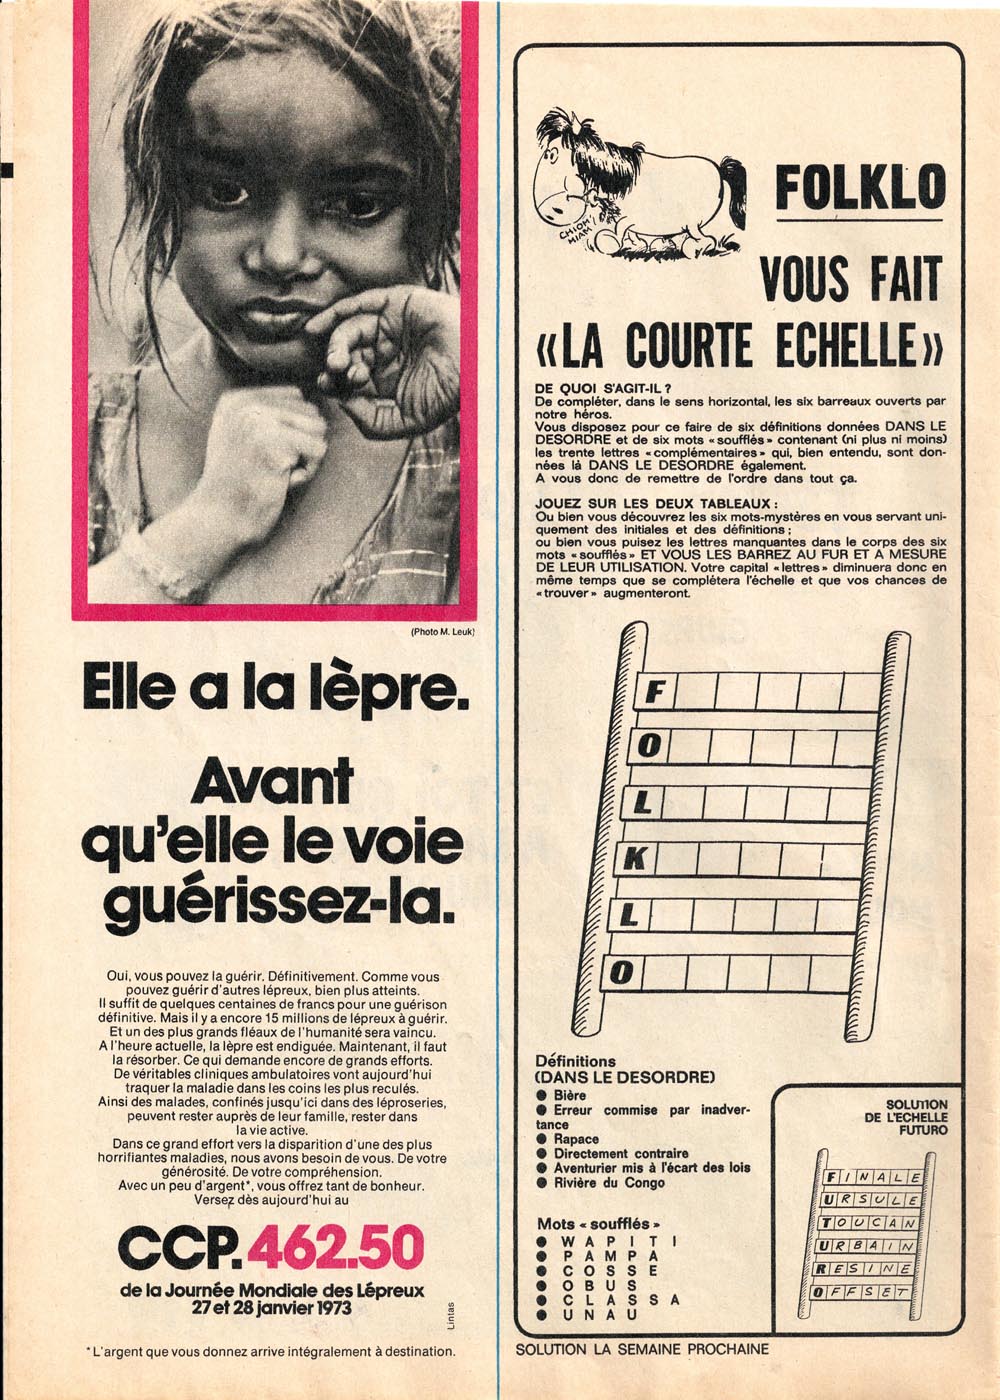 (Photo M. Leuk)
Elle a la lèpre.
Avant
qu'elle le voie
guérissez-la.
Oui, vous pouvez la guérir. Définitivement. Comme vous
pouvez guérir d'autres lépreux, bien plus atteints.
Il suffit de quelques centaines de francs pour une guérison
définitive. Mais il y a encore 15 millions de lépreux à guérir.
Et un des plus grands fléaux de l'humanité sera vaincu.
A l'heure actuelle, la lèpre est endiguée. Maintenant, il faut
la résorber. Ce qui demande encore de grands efforts.
De véritables cliniques ambulatoires vont aujourd'hui
traquer la maladie dans les coins les plus reculés.
Ainsi des malades, confinés jusqu'ici dans des léproseries,
peuvent rester auprès de leur famille, rester dans
la vie active.
Dans ce grand effort vers la disparition d'une des plus
horrifiantes maladies, nous avons besoin de vous. De votre
générosité. De votre compréhension.
Avec un peu d'argent*, vous offrez tant de bonheur.
Versez dès aujourd'hui au
CCP.462.50
de la Journée Mondiale des Lépreux
27 et 28 janvier 1973
Lintas
*L'argent que vous donnez arrive intégralement à destination.
CHIOM'
MIAM'
FOLKLO
VOUS FAIT
«LA COURTE ECHELLE»
DE QUOI S'AGIT-IL ?
De compléter, dans le sens horizontal, les six barreaux ouverts par
notre héros.
Vous disposez pour ce faire de six définitions données DANS LE
DESORDRE et de six mots « soufflés » contenant (ni plus ni moins)
les trente lettres « complémentaires » qui, bien entendu, sont don-
nées là DANS LE DESORDRE également.
A vous donc de remettre de l'ordre dans tout ça.
JOUEZ SUR LES DEUX TABLEAUX :
Ou bien vous découvrez les six mots-mystères en vous servant uni-
quement des initiales et des définitions ;
ou bien vous puisez les lettres manquantes dans le corps des six
mots « soufflés » ET VOUS LES BARREZ AU FUR ET A MESURE
DE LEUR UTILISATION. Votre capital « lettres » diminuera donc en
même temps que se complétera l'échelle et que vos chances de
« trouver » augmenteront.
F
O
L
K
L
O
Définitions
(DANS LE DESORDRE)
● Bière
● Erreur commise par inadver-
tance
● Rapace
● Directement contraire
● Aventurier mis à l'écart des lois
● Rivière du Congo
Mots « soufflés »
● W A P I T I
● P A M P A
● C O S S E
● O B U S
● C L A S S A
● U N A U
SOLUTION
DE L'ECHELLE
FUTURO
FINALE
URSULE
TOUCAN
URBAIN
RESINE
OFFSET
SOLUTION LA SEMAINE PROCHAINE